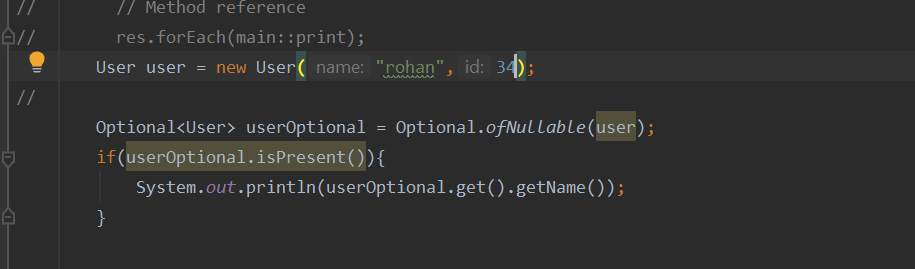 //        // Method reference
//        res.forEach(main::print);
User user = new User( name: "rohan", id: 34);
//
Optional<User> userOptional = Optional.ofNullable(user);
if(userOptional.isPresent()){
System.out.println(userOptional.get().getName());
}